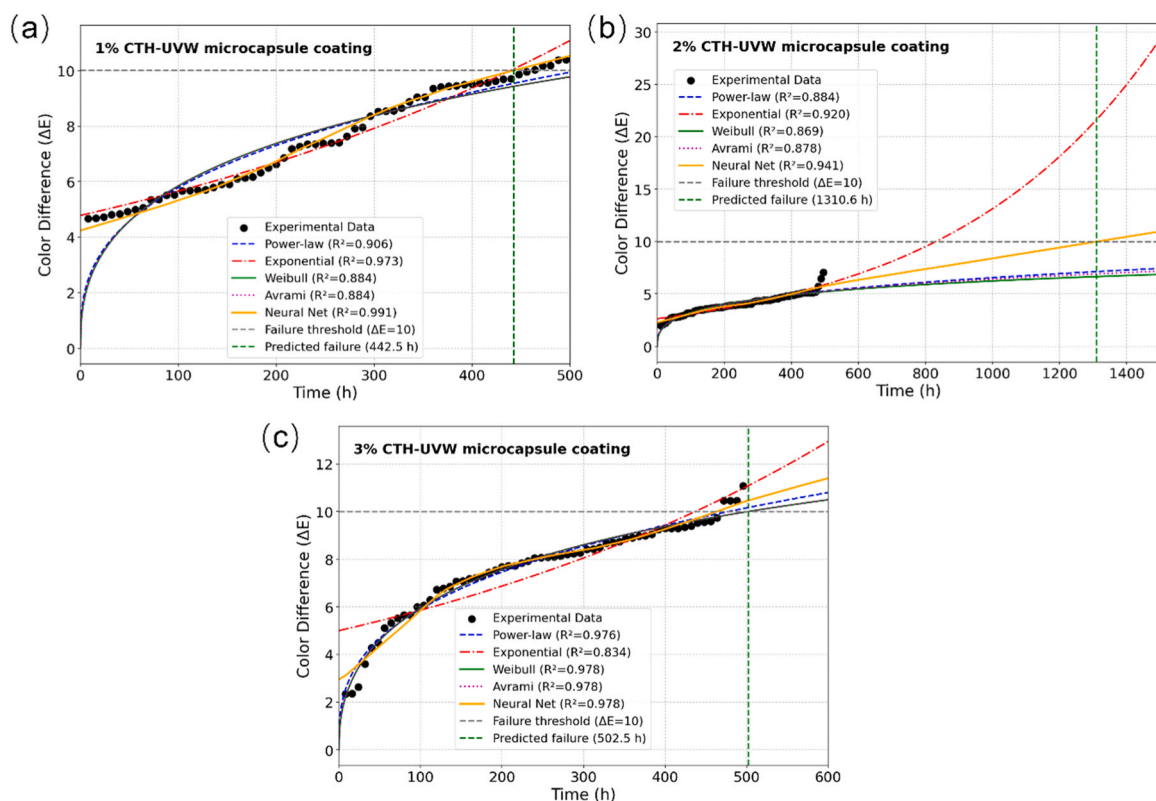 (a)
1% CTH-UVW microcapsule coating
Color Difference (ΔE)
10
8
6
4
2
0
Experimental Data
Power-law (R²=0.906)
Exponential (R²=0.973)
Weibull (R²=0.884)
Avrami (R²=0.884)
Neural Net (R²=0.991)
Failure threshold (ΔE=10)
Predicted failure (442.5 h)
0 100 200 300 400 500
Time (h)
(b)
2% CTH-UVW microcapsule coating
Color Difference (ΔE)
30
25
20
15
10
5
0
Experimental Data
Power-law (R²=0.884)
Exponential (R²=0.920)
Weibull (R²=0.869)
Avrami (R²=0.878)
Neural Net (R²=0.941)
Failure threshold (ΔE=10)
Predicted failure (1310.6 h)
0 200 400 600 800 1000 1200 1400
Time (h)
(c)
3% CTH-UVW microcapsule coating
Color Difference (ΔE)
12
10
8
6
4
2
0
Experimental Data
Power-law (R²=0.976)
Exponential (R²=0.834)
Weibull (R²=0.978)
Avrami (R²=0.978)
Neural Net (R²=0.978)
Failure threshold (ΔE=10)
Predicted failure (502.5 h)
0 100 200 300 400 500 600
Time (h)